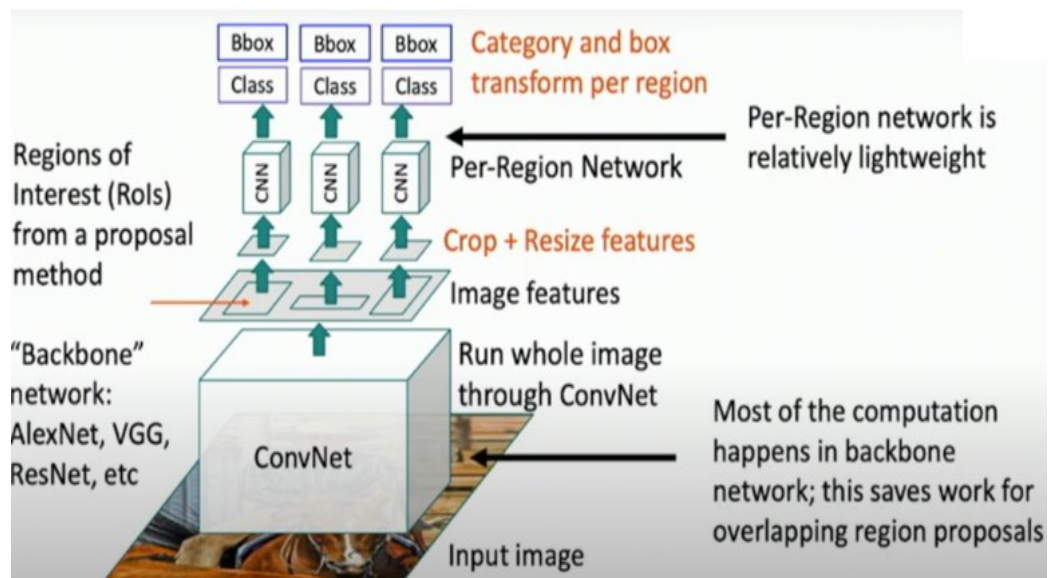 Bbox
Bbox
Bbox
Class
Class
Class
Category and box
transform per region
Per-Region network is
relatively lightweight
CNN
CNN
CNN
Per-Region Network
Regions of
Interest (RoIs)
from a proposal
method
Crop + Resize features
Image features
"Backbone"
network:
AlexNet, VGG,
ResNet, etc
Run whole image
through ConvNet
ConvNet
Most of the computation
happens in backbone
network; this saves work for
overlapping region proposals
Input image